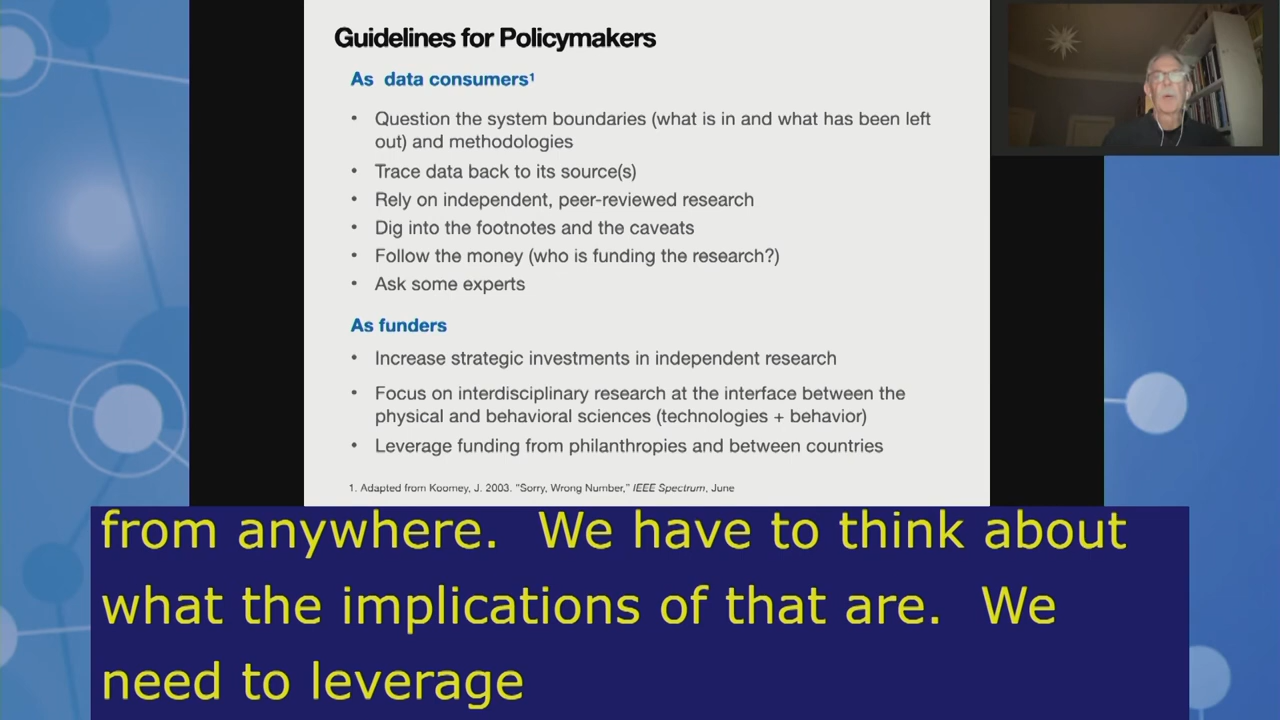 Guidelines for Policymakers
As data consumers¹
• Question the system boundaries (what is in and what has been left
out) and methodologies
• Trace data back to its source(s)
• Rely on independent, peer-reviewed research
• Dig into the footnotes and the caveats
• Follow the money (who is funding the research?)
• Ask some experts
As funders
• Increase strategic investments in independent research
• Focus on interdisciplinary research at the interface between the
physical and behavioral sciences (technologies + behavior)
• Leverage funding from philanthropies and between countries
1. Adapted from Koomey, J. 2003. "Sorry, Wrong Number," IEEE Spectrum, June
from anywhere.  We have to think about
what the implications of that are.  We
need to leverage